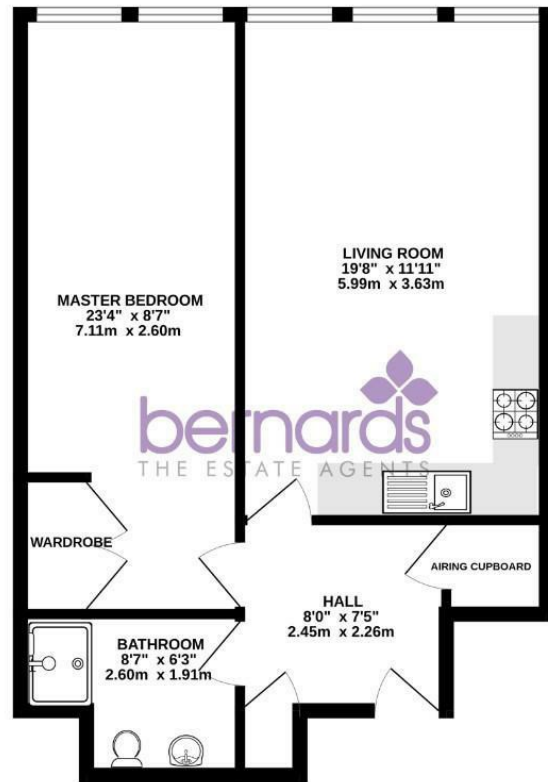 LIVING ROOM
19'8" x 11'11"
5.99m x 3.63m
MASTER BEDROOM
23'4" x 8'7"
7.11m x 2.60m
bernards
THE ESTATE AGENTS
WARDROBE
AIRING CUPBOARD
HALL
8'0" x 7'5"
2.45m x 2.26m
BATHROOM
8'7" x 6'3"
2.60m x 1.91m